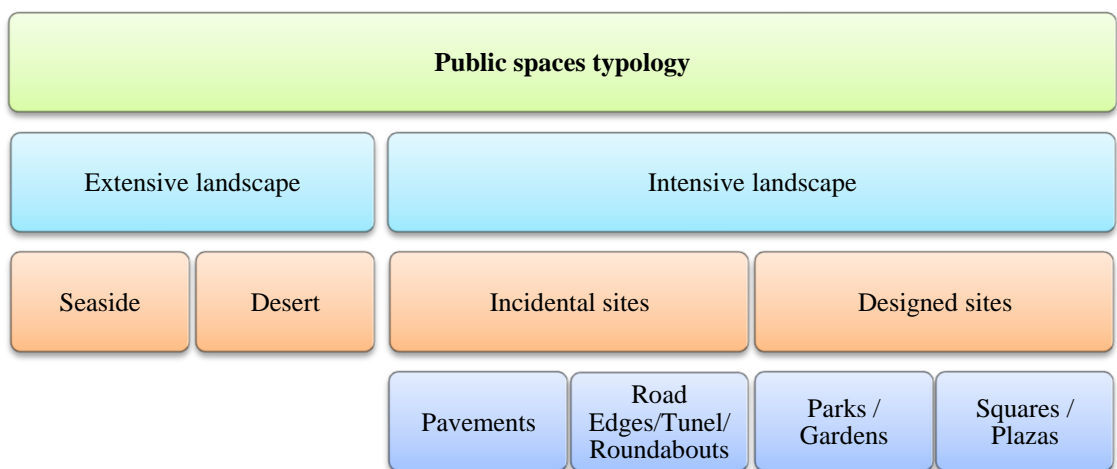 Public spaces typology
Extensive landscape
Intensive landscape
Seaside
Desert
Incidental sites
Designed sites
Pavements
Road
Edges/Tunel/
Roundabouts
Parks /
Gardens
Squares /
Plazas